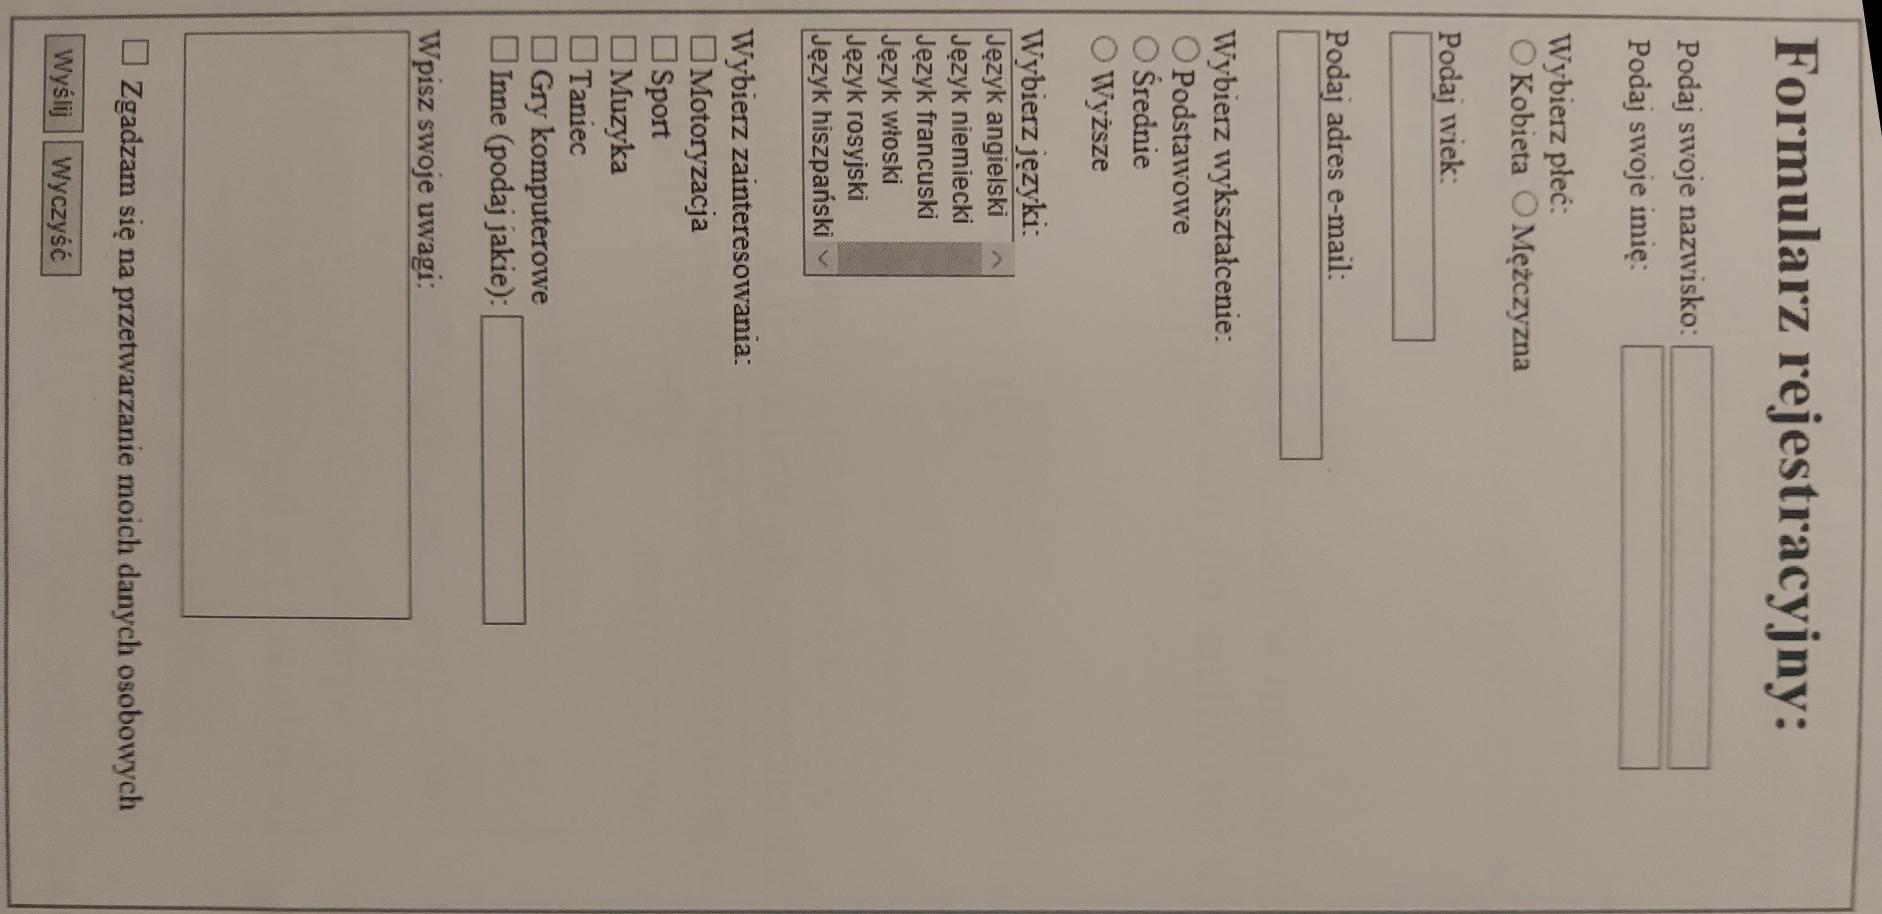 Formularz rejestracyjny:
Podaj swoje nazwisko:
Podaj swoje imię:
Wybierz płeć:
Kobieta Mężczyzna
Podaj wiek:
Podaj adres e-mail:
Wybierz wykształcenie:
Podstawowe
Średnie
Wyższe
Wybierz języki:
Język angielski
Język niemiecki
Język francuski
Język włoski
Język rosyjski
Język hiszpański
Wybierz zainteresowania:
Motoryzacja
Sport
Muzyka
Taniec
Gry komputerowe
Inne (podaj jakie):
Wpisz swoje uwagi:
Zgadzam się na przetwarzanie moich danych osobowych
Wyślij Wyczyść